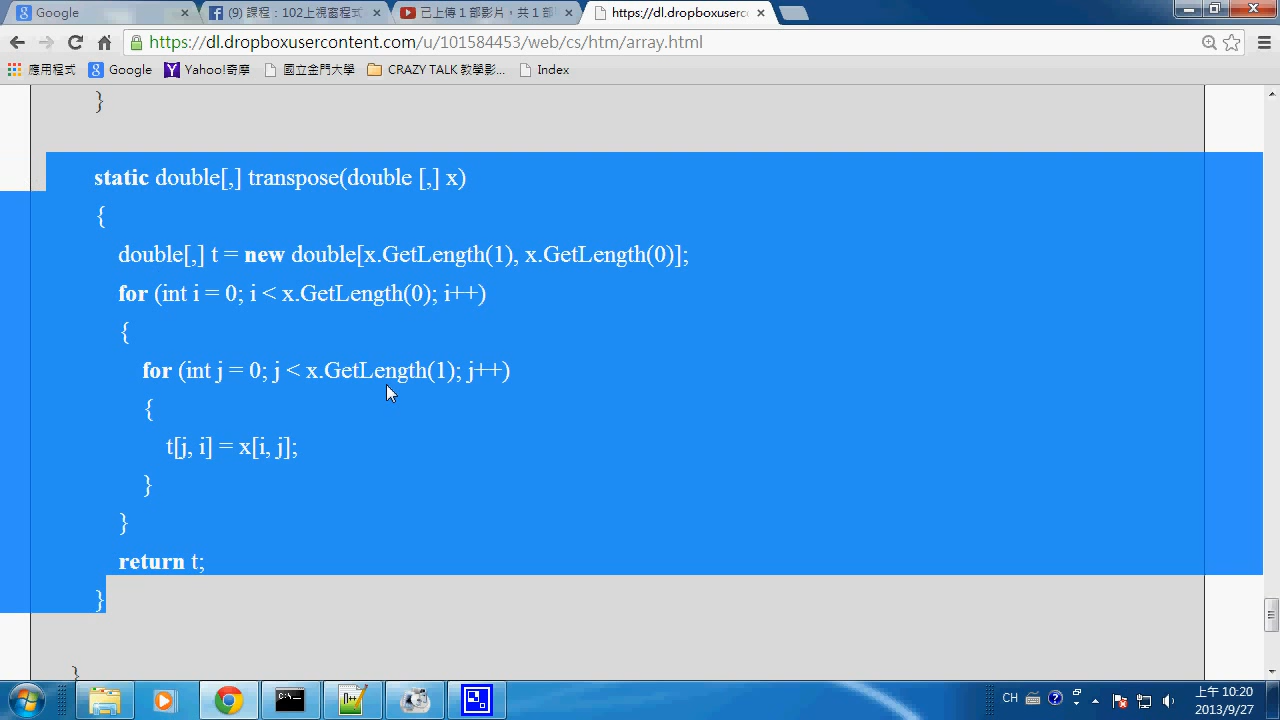 Google
(9) 課程：102上視窗程式
已上傳 1 部影片，共 1 部
https://dl.dropboxuserco
https://dl.dropboxusercontent.com/u/101584453/web/cs/htm/array.html
應用程式 Google Yahoo!奇摩 國立金門大學 CRAZY TALK 教學影... Index
}
static double[,] transpose(double [,] x)
{
double[,] t = new double[x.GetLength(1), x.GetLength(0)];
for (int i = 0; i < x.GetLength(0); i++)
{
for (int j = 0; j < x.GetLength(1); j++)
{
t[j, i] = x[i, j];
}
}
return t;
}
}
CH
上午 10:20
2013/9/27